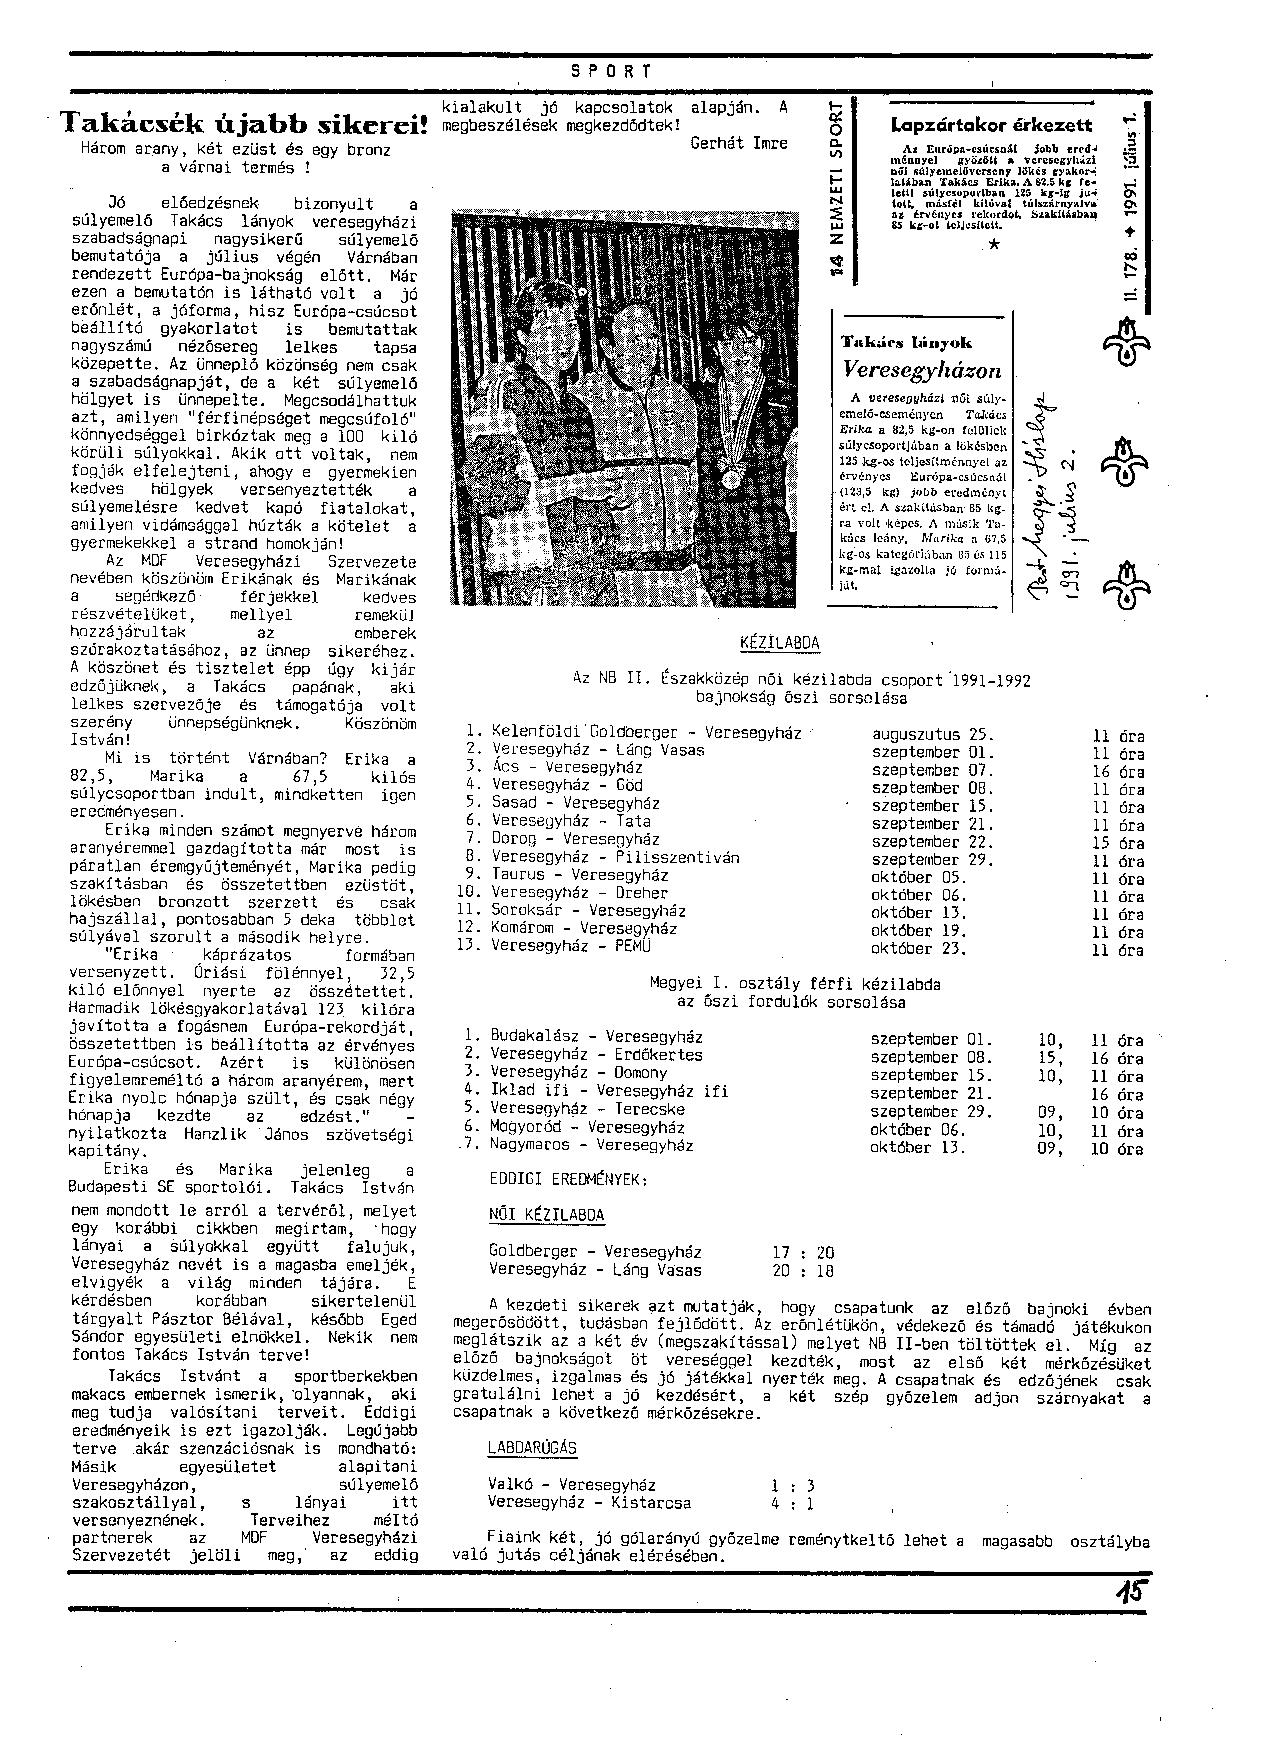 SPORT
Takácsék újabb sikerei!
Három arany, két ezüst és egy bronz
a várnai termés !
Jó előedzésnek bizonyult a
súlyemelő Takács lányok veresegyházi
szabadságnapi nagysikerű súlyemelő
bemutatója a július végén Várnában
rendezett Európa-bajnokság előtt. Már
ezen a bemutatón is látható volt a jó
erőnlét, a jóforma, hisz Európa-csúcsot
beállító gyakorlatot is bemutattak
nagyszámú nézősereg lelkes tapsa
közepette. Az ünneplő közönség nem csak
a szabadságnapját, de a két súlyemelő
hölgyet is ünnepelte. Megcsodálhattuk
azt, amilyen "férfinépséget megcsúfoló"
könnyedséggel birkóztak meg a 100 kiló
körüli súlyokkal. Akik ott voltak, nem
fogják elfelejteni, ahogy e gyermekien
kedves hölgyek versenyeztették a
súlyemelésre kedvet kapó fiatalokat,
amilyen vidámsággal húzták a kötelet a
gyermekekkel a strand homokján!
Az MDF Veresegyházi Szervezete
nevében köszönöm Erikának és Marikának
a segédkező férjekkel kedves
részvételüket, mellyel remekül
hozzájárultak az emberek
szórakoztatásához, az ünnep sikeréhez.
A köszönet és tisztelet épp úgy kijár
edzőjüknek, a Takács papának, aki
lelkes szervezője és támogatója volt
szerény ünnepségünknek. Köszönöm
István!
Mi is történt Várnában? Erika a
82,5, Marika a 67,5 kilós
súlycsoportban indult, mindketten igen
eredményesen.
Erika minden számot megnyerve három
aranyéremmel gazdagította már most is
páratlan éremgyűjteményét, Marika pedig
szakításban és összetettben ezüstöt,
lökésben bronzott szerzett és csak
hajszállal, pontosabban 5 deka többlet
súlyával szorult a második helyre.
"Erika káprázatos formában
versenyzett. Óriási fölénnyel, 32,5
kiló előnnyel nyerte az összetettet.
Harmadik lökésgyakorlatával 123 kilóra
javította a fogásnem Európa-rekordját,
összetettben is beállította az érvényes
Európa-csúcsot. Azért is különösen
figyelemreméltó a három aranyérem, mert
Erika nyolc hónapja szült, és csak négy
hónapja kezdte az edzést." -
nyilatkozta Hanzlik János szövetségi
kapitány.
Erika és Marika jelenleg a
Budapesti SE sportolói. Takács István
nem mondott le arról a tervéről, melyet
egy korábbi cikkben megirtam, hogy
lányai a súlyokkal együtt falujuk,
Veresegyház nevét is a magasba emeljék,
elvigyék a világ minden tájára. E
kérdésben korábban sikertelenül
tárgyalt Pásztor Bélával, később Eged
Sándor egyesületi elnökkel. Nekik nem
fontos Takács István terve!
Takács Istvánt a sportberkekben
makacs embernek ismerik, olyannak, aki
meg tudja valósítani terveit. Eddigi
eredményeik is ezt igazolják. Legújabb
terve akár szenzációsnak is mondható:
Másik egyesületet alapitani
Veresegyházon, súlyemelő
szakosztállyal, s lányai itt
versenyeznének. Terveihez méltó
partnerek az MDF Veresegyházi
Szervezetét jelöli meg, az eddig
kialakult jó kapcsolatok alapján. A
megbeszélések megkezdődtek!
Gerhát Imre
14 NEMZETI SPORT
Lapzártakor érkezett
Az Európa-csúcsnál jobb ered-
ménnyel győzött a veresegyházi
női súlyemelőverseny lökés gyakor-
latában Takács Erika. A 82,5 kg fe-
letti súlycsoportban 125 kg-ig ju-
tott, másfél kilóval túlszárnyalva
az érvényes rekordot. Szakításban
85 kg-ot teljesített.
★
II. 178. ✦ 1991. július 1.
Takács lányok
Veresegyházon
A veresegyházi női súly-
emelő-eseményen Takács
Erika a 82,5 kg-on felüliek
súlycsoportjában a lökésben
125 kg-os teljesítménnyel az
érvényes Európa-csúcsnál
(123,5 kg) jobb eredményt
ért el. A szakításban 85 kg-
ra volt képes. A másik Ta-
kács leány, Marika a 67,5
kg-os kategóriában 85 és 115
kg-mal igazolta jó formá-
ját.
Pest Megyei Hírlap
1991. július 2.
KÉZILABDA
Az NB II. Északközép női kézilabda csoport 1991-1992
bajnokság őszi sorsolása
1. Kelenföldi Goldberger - Veresegyház augusztus 25. 11 óra
2. Veresegyház - Láng Vasas szeptember 01. 11 óra
3. Ács - Veresegyház szeptember 07. 16 óra
4. Veresegyház - Göd szeptember 08. 11 óra
5. Sasad - Veresegyház szeptember 15. 11 óra
6. Veresegyház - Tata szeptember 21. 11 óra
7. Dorog - Veresegyház szeptember 22. 15 óra
8. Veresegyház - Pilisszentiván szeptember 29. 11 óra
9. Taurus - Veresegyház október 05. 11 óra
10. Veresegyház - Dreher október 06. 11 óra
11. Soroksár - Veresegyház október 13. 11 óra
12. Komárom - Veresegyház október 19. 11 óra
13. Veresegyház - PEMÜ október 23. 11 óra
Megyei I. osztály férfi kézilabda
az őszi fordulók sorsolása
1. Budakalász - Veresegyház szeptember 01. 10, 11 óra
2. Veresegyház - Erdőkertes szeptember 08. 15, 16 óra
3. Veresegyház - Domony szeptember 15. 10, 11 óra
4. Iklad ifi - Veresegyház ifi szeptember 21. 16 óra
5. Veresegyház - Terecske szeptember 29. 09, 10 óra
6. Mogyoród - Veresegyház október 06. 10, 11 óra
7. Nagymaros - Veresegyház október 13. 09, 10 óra
EDDIGI EREDMÉNYEK:
NŐI KÉZILABDA
Goldberger - Veresegyház 17 : 20
Veresegyház - Láng Vasas 20 : 18
A kezdeti sikerek azt mutatják, hogy csapatunk az előző bajnoki évben
megerősödött, tudásban fejlődött. Az erőnlétükön, védekező és támadó játékukon
meglátszik az a két év (megszakítással) melyet NB II-ben töltöttek el. Míg az
előző bajnokságot öt vereséggel kezdték, most az első két mérkőzésüket
küzdelmes, izgalmas és jó játékkal nyerték meg. A csapatnak és edzőjének csak
gratulálni lehet a jó kezdésért, a két szép győzelem adjon szárnyakat a
csapatnak a következő mérkőzésekre.
LABDARÚGÁS
Valkó - Veresegyház 1 : 3
Veresegyház - Kistarcsa 4 : 1
Fiaink két, jó gólarányú győzelme reménytkeltő lehet a magasabb osztályba
való jutás céljának elérésében.
15